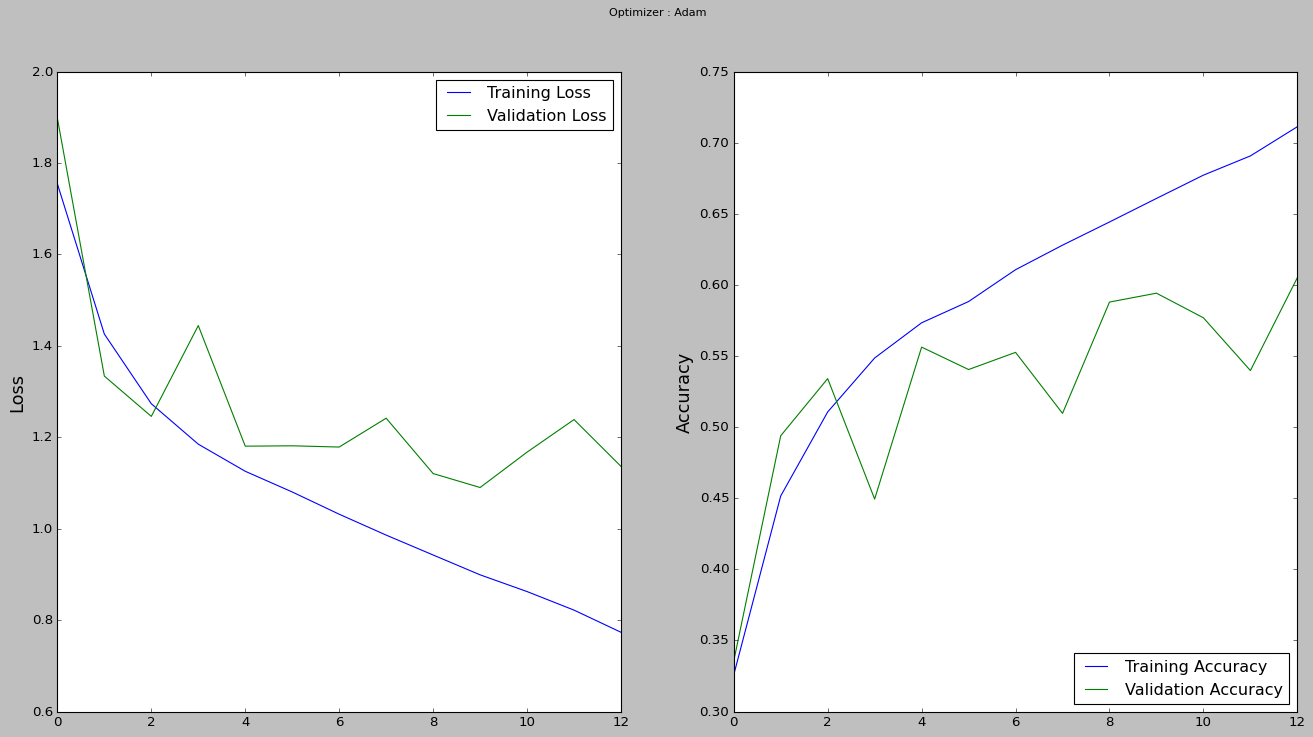 Optimizer : Adam
2.0
1.8
1.6
1.4
1.2
1.0
0.8
0.6
Loss
0 2 4 6 8 10 12
Training Loss
Validation Loss
0.75
0.70
0.65
0.60
0.55
0.50
0.45
0.40
0.35
0.30
Accuracy
0 2 4 6 8 10 12
Training Accuracy
Validation Accuracy